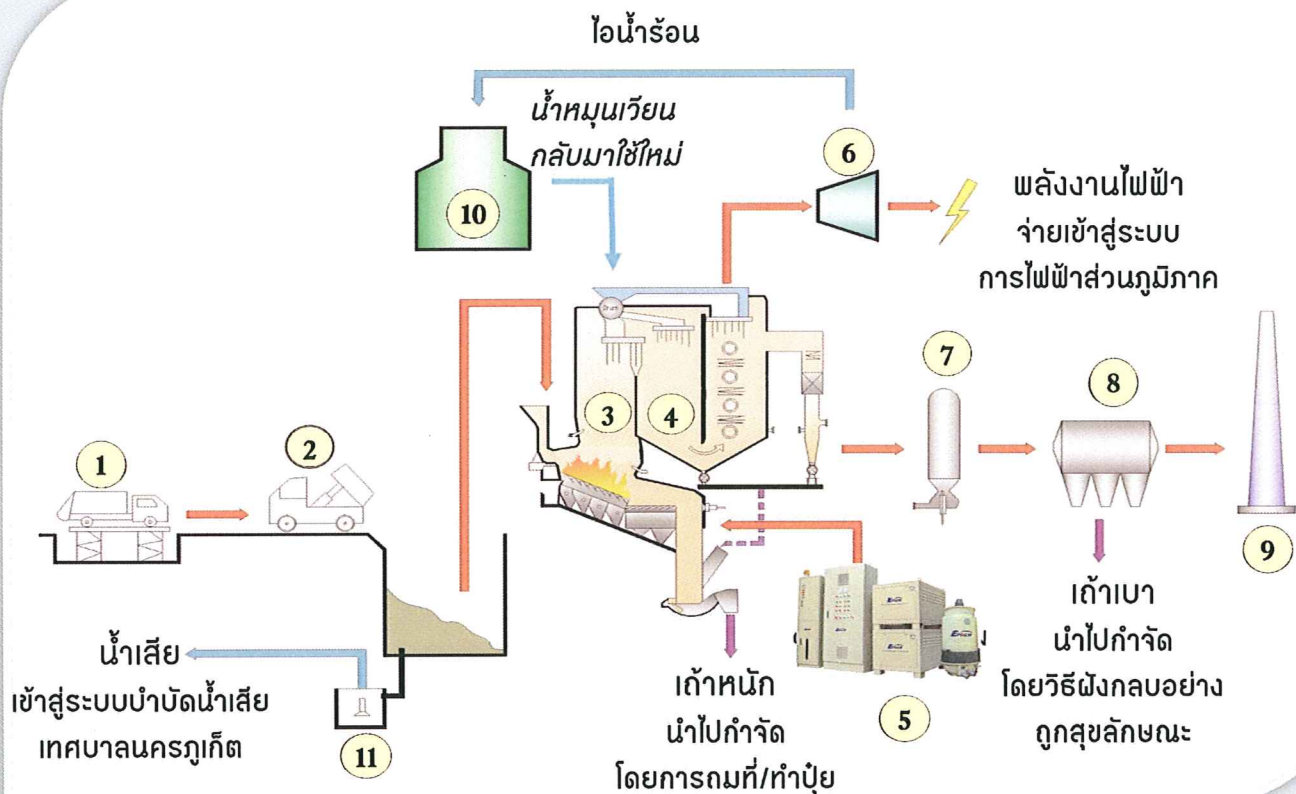 ไอน้ำร้อน
น้ำหมุนเวียน
กลับมาใช้ใหม่
6
10
พลังงานไฟฟ้า
จ่ายเข้าสู่ระบบ
การไฟฟ้าส่วนภูมิภาค
Drum
7
8
3
4
1
2
9
น้ำเสีย
เข้าสู่ระบบบำบัดน้ำเสีย
เทศบาลนครภูเก็ต
11
เถ้าหนัก
นำไปกำจัด
โดยการถมที่/ทำปุ๋ย
5
เถ้าเบา
นำไปกำจัด
โดยวิธีฝังกลบอย่าง
ถูกสุขลักษณะ